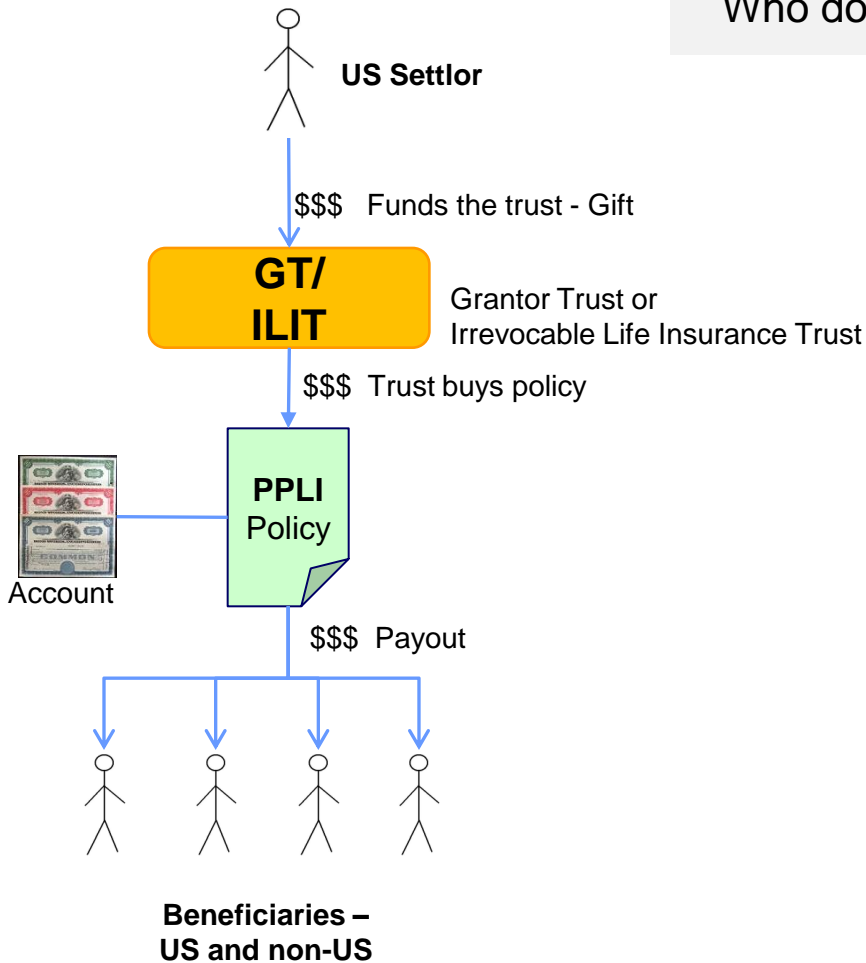 Who do
US Settlor
$$$ Funds the trust - Gift
GT/
ILIT
Grantor Trust or
Irrevocable Life Insurance Trust
$$$ Trust buys policy
PPLI
Policy
COMMON
Account
$$$ Payout
Beneficiaries –
US and non-US